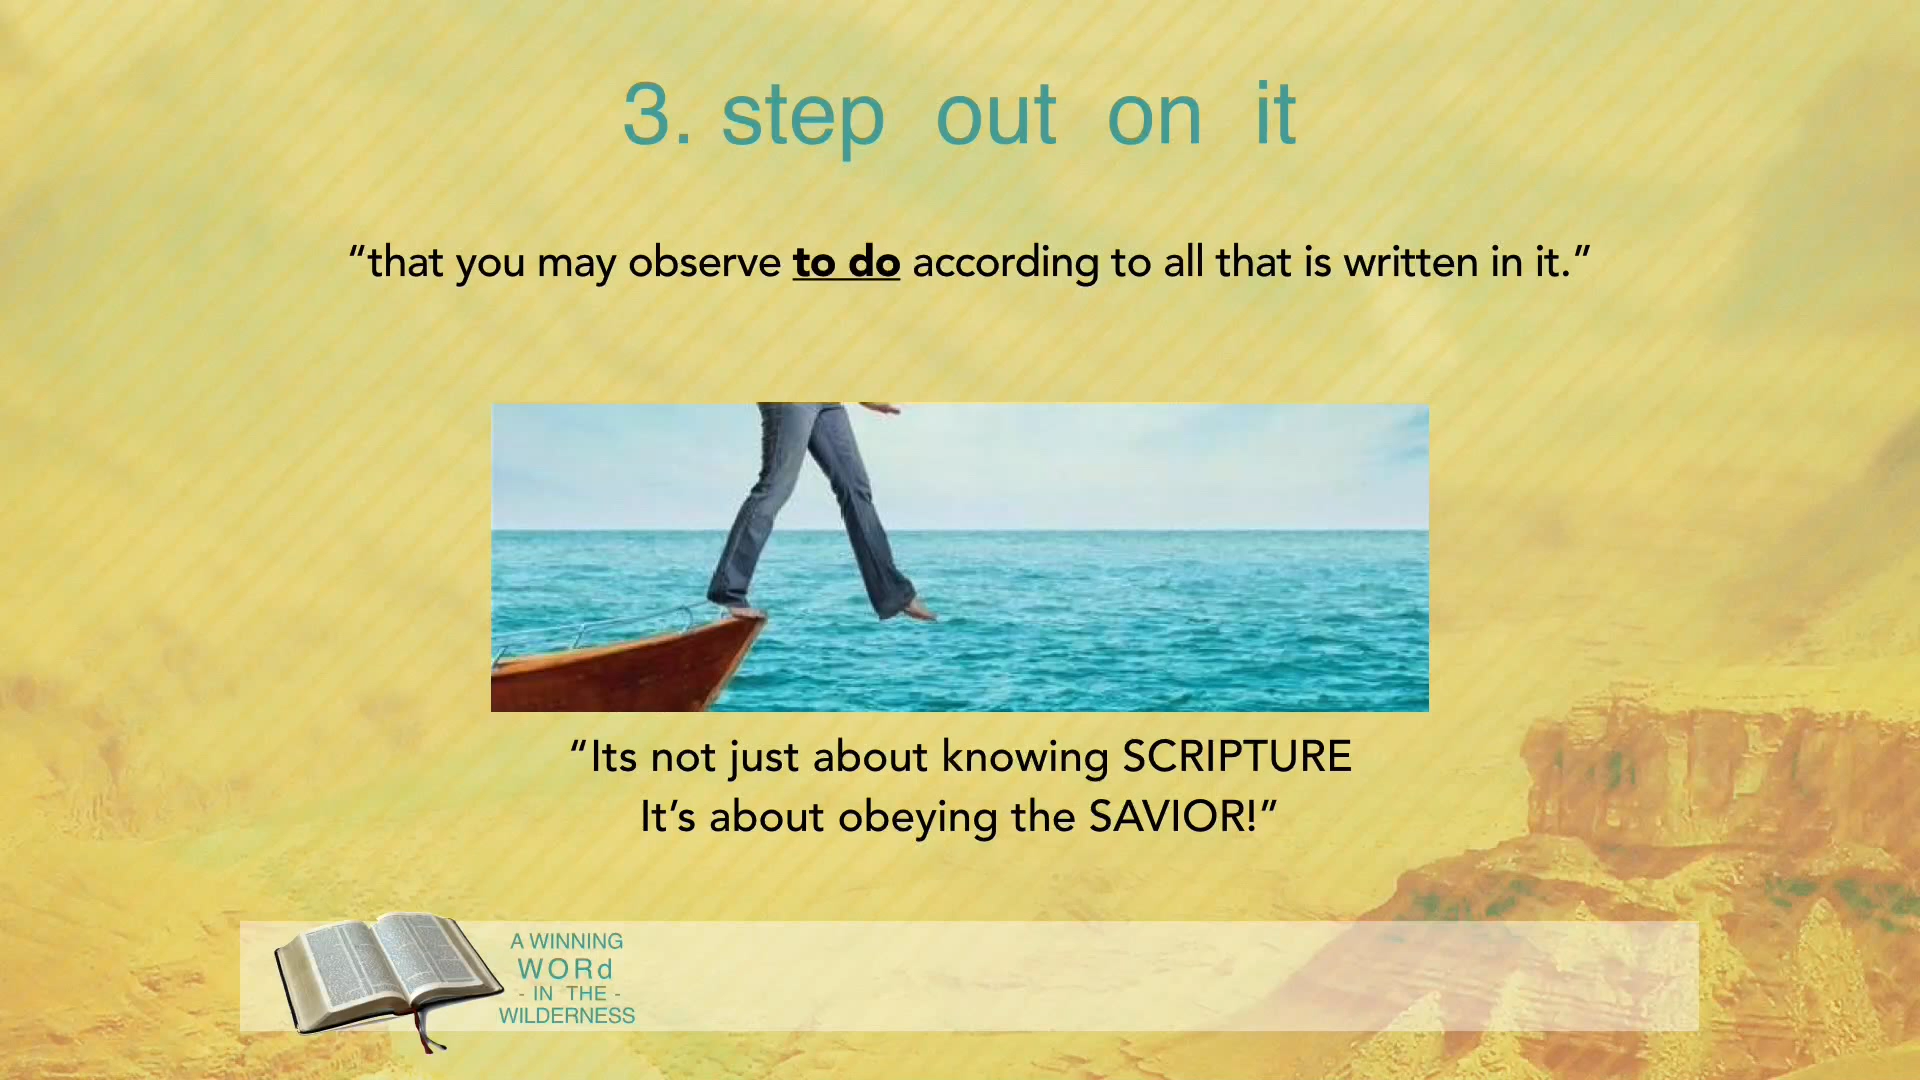 3. step out on it
“that you may observe to do according to all that is written in it.”
“Its not just about knowing SCRIPTURE
It’s about obeying the SAVIOR!”
A WINNING
WORd
- IN THE -
WILDERNESS